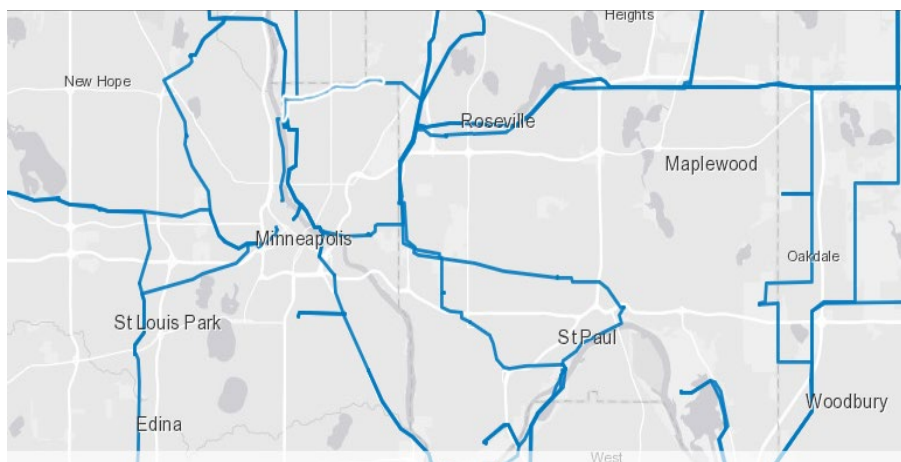 Heights
New Hope
Roseville
Maplewood
Minneapolis
Oakdale
St Louis Park
St Paul
Woodbury
Edina
West